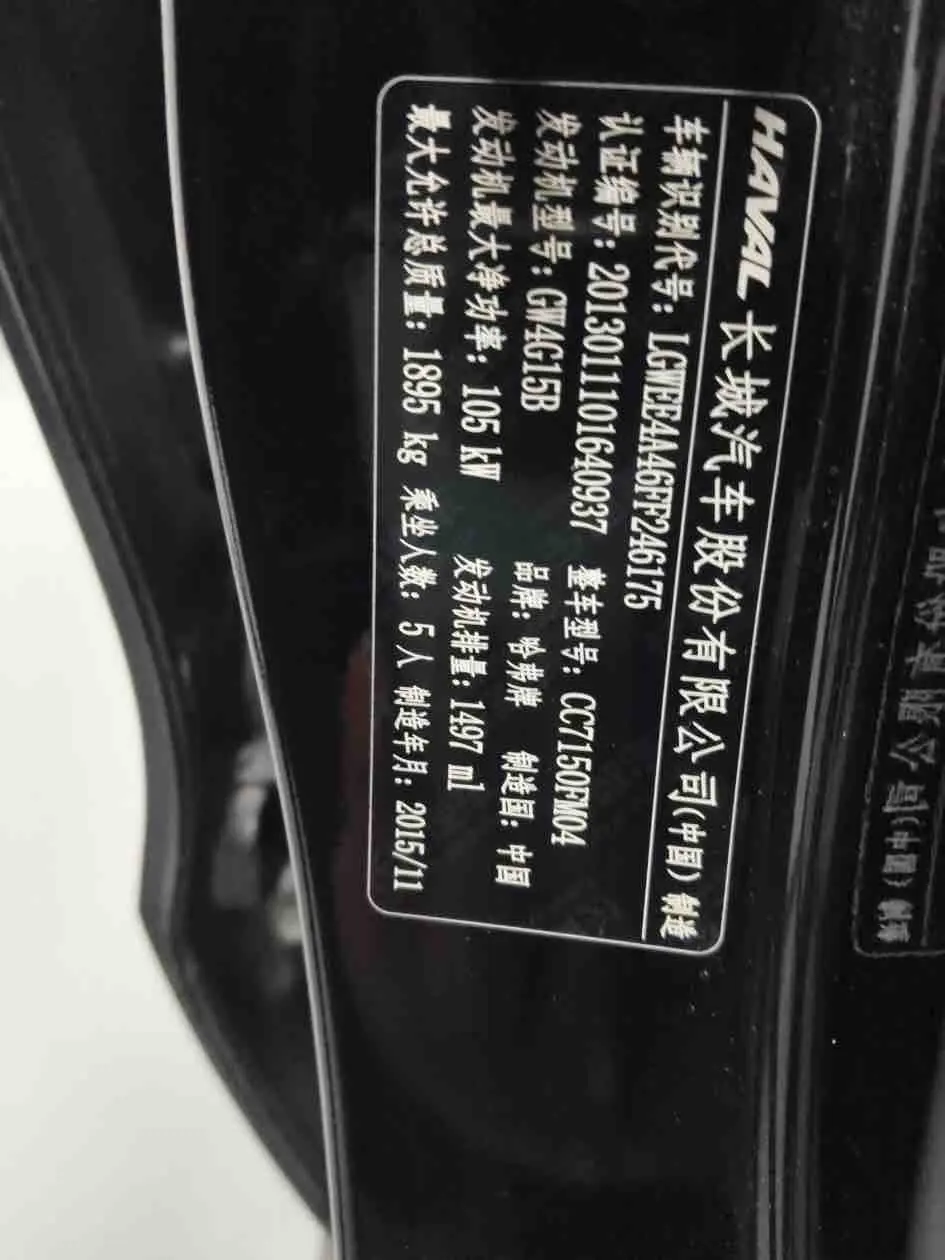 HAVAL 长城汽车股份有限公司(中国) 制造
车辆识别代号: LGWEE4A46FF246175
认证编号: 2013011101640937 整车型号: CC7150FM04
发动机型号: GW4G15B 品牌: 哈弗牌 制造国: 中国
发动机最大净功率: 105 kW 发动机排量: 1497 ml
最大允许总质量: 1895 kg 乘坐人数: 5 人 制造年月: 2015/11